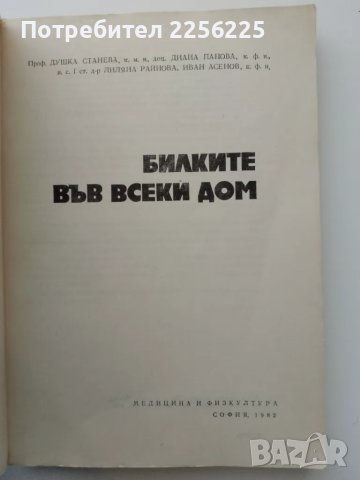 Потребител 2256225
Проф. ДУШКА СТАНЕВА, к. м. н., доц. ДИАНА ПАНОВА, к. ф. н.,
н. с. I ст. д-р ЛИЛЯНА РАЙНОВА, ИВАН АСЕНОВ, к. ф. н.
БИЛКИТЕ
ВЪВ ВСЕКИ ДОМ
МЕДИЦИНА И ФИЗКУЛТУРА
СОФИЯ, 1982
BAZAR